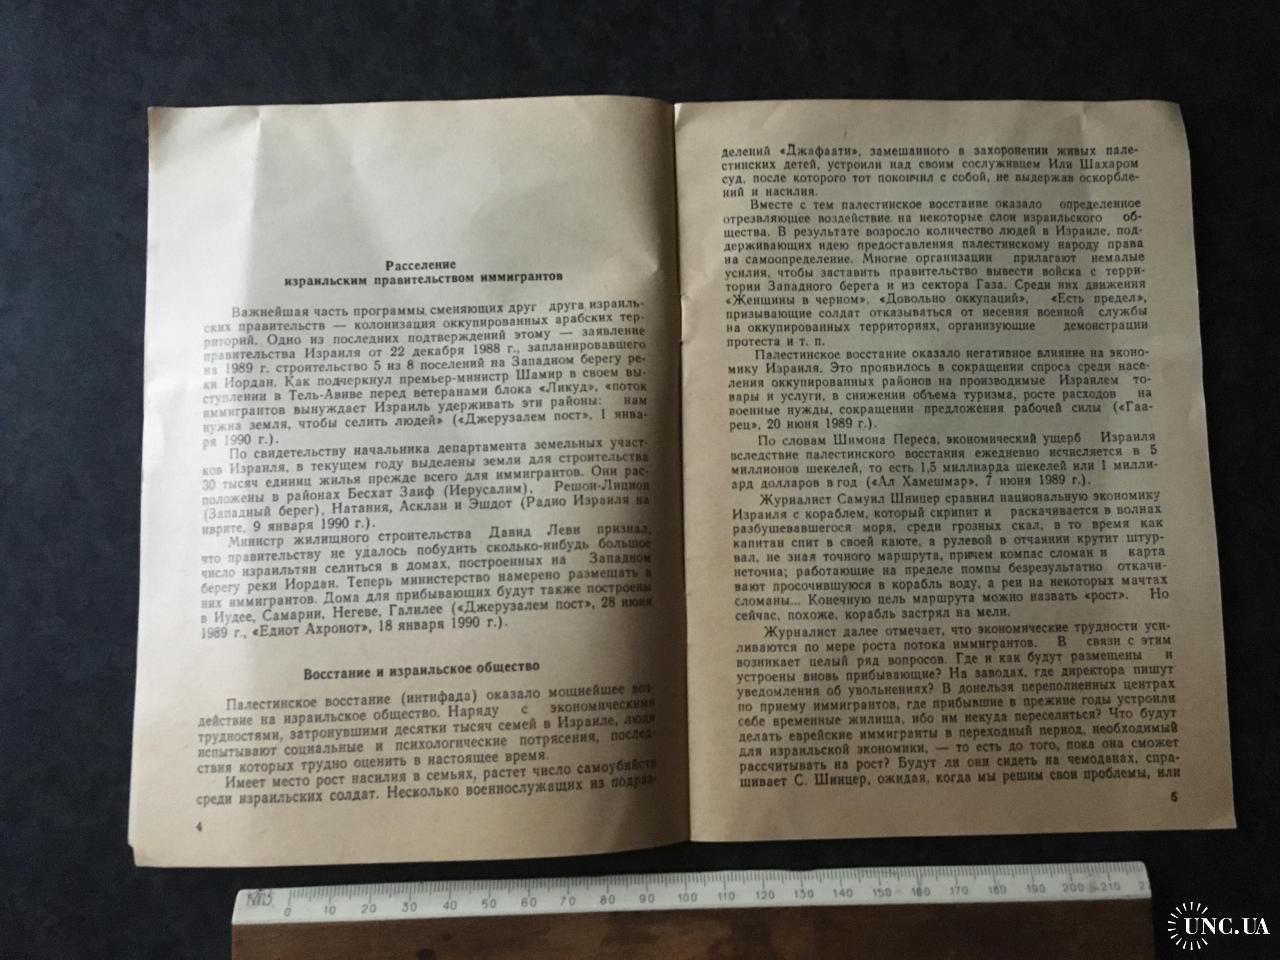 Расселение
израильским правительством иммигрантов
Важнейшая часть программы сменяющих друг друга израиль-
ских правительств — колонизация оккупированных арабских тер-
риторий. Одно из последних подтверждений этому — заявление
правительства Израиля от 22 декабря 1988 г., запланировавшего
на 1989 г. строительство 5 из 8 поселений на Западном берегу ре-
ки Иордан. Как подчеркнул премьер-министр Шамир в своем вы-
ступлении в Тель-Авиве перед ветеранами блока «Ликуд», «поток
иммигрантов вынуждает Израиль удерживать эти районы: нам
нужна земля, чтобы селить людей» («Джерузалем пост», 1 янва-
ря 1990 г.).
По свидетельству начальника департамента земельных участ-
ков Израиля, в текущем году выделены земли для строительства
30 тысяч единиц жилья прежде всего для иммигрантов. Они рас-
положены в районах Бесхат Заиф (Иерусалим), Решон-Лицион
(Западный берег), Натания, Асклан и Эшдот (Радио Израиля на
иврите, 9 января 1990 г.).
Министр жилищного строительства Давид Леви признал,
что правительству не удалось побудить сколько-нибудь большое
число израильтян селиться в домах, построенных на Западном
берегу реки Иордан. Теперь министерство намерено размещать в
них иммигрантов. Дома для прибывающих будут также построены
в Иудее, Самарии, Негеве, Галилее («Джерузалем пост», 28 июня
1989 г., «Едиот Ахронот», 18 января 1990 г.).
Восстание и израильское общество
Палестинское восстание (интифада) оказало мощнейшее воз-
действие на израильское общество. Наряду с экономическими
трудностями, затронувшими десятки тысяч семей в Израиле, люди
испытывают социальные и психологические потрясения, послед-
ствия которых трудно оценить в настоящее время.
Имеет место рост насилия в семьях, растет число самоубийств
среди израильских солдат. Несколько военнослужащих из подраз-
4
делений «Джафаати», замешанного в захоронении живых пале-
стинских детей, устроили над своим сослуживцем Или Шахаром
суд, после которого тот покончил с собой, не выдержав оскорбле-
ний и насилия.
Вместе с тем палестинское восстание оказало определенное
отрезвляющее воздействие на некоторые слои израильского об-
щества. В результате возросло количество людей в Израиле, под-
держивающих идею предоставления палестинскому народу права
на самоопределение. Многие организации прилагают немалые
усилия, чтобы заставить правительство вывести войска с терри-
тории Западного берега и из сектора Газа. Среди них движения
«Женщины в черном», «Довольно оккупаций», «Есть предел»,
призывающие солдат отказываться от несения военной службы
на оккупированных территориях, организующие демонстрации
протеста и т. п.
Палестинское восстание оказало негативное влияние на эконо-
мику Израиля. Это проявилось в сокращении спроса среди насе-
ления оккупированных районов на производимые Израилем то-
вары и услуги, в снижении объема туризма, росте расходов на
военные нужды, сокращении предложения рабочей силы («Гаа-
рец», 20 июня 1989 г.).
По словам Шимона Переса, экономический ущерб Израиля
вследствие палестинского восстания ежедневно исчисляется в 5
миллионов шекелей, то есть 1,5 миллиарда шекелей или 1 милли-
ард долларов в год («Ал Хамешмар», 7 июня 1989 г.).
Журналист Самуил Шницер сравнил национальную экономику
Израиля с кораблем, который скрипит и раскачивается в волнах
разбушевавшегося моря, среди грозных скал, в то время как
капитан спит в своей каюте, а рулевой в отчаянии крутит штур-
вал, не зная точного маршрута, причем компас сломан и карта
неточна; работающие на пределе помпы безрезультатно откачи-
вают просочившуюся в корабль воду, а реи на некоторых мачтах
сломаны... Конечную цель маршрута можно назвать «рост». Но
сейчас, похоже, корабль застрял на мели.
Журналист далее отмечает, что экономические трудности уси-
ливаются по мере роста потока иммигрантов. В связи с этим
возникает целый ряд вопросов. Где и как будут размещены и
устроены вновь прибывающие? На заводах, где директора пишут
уведомления об увольнениях? В донельзя переполненных центрах
по приему иммигрантов, где прибывшие в прежние годы устроили
себе временные жилища, ибо им некуда переселиться? Что будут
делать еврейские иммигранты в переходный период, необходимый
для израильской экономики, — то есть до того, пока она сможет
рассчитывать на рост? Будут ли они сидеть на чемоданах, спра-
шивает С. Шинцер, ожидая, когда мы решим свои проблемы, или
5
0 10 20 30 40 50 60 70 80 90 100 110 120 130 140 150 160 170 180 190 200 210
UNC.UA